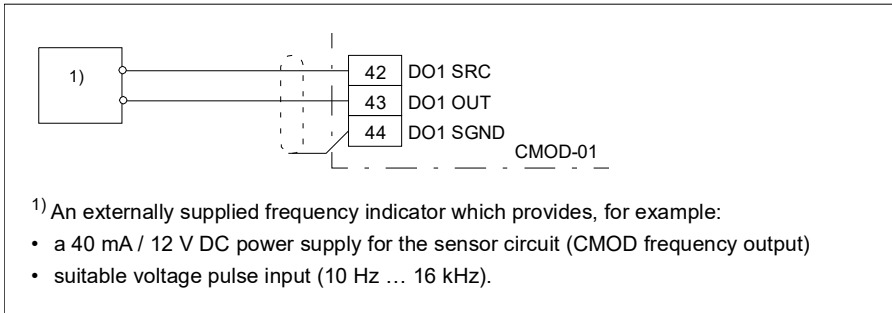 1)
42 DO1 SRC
43 DO1 OUT
44 DO1 SGND
CMOD-01
1) An externally supplied frequency indicator which provides, for example:
• a 40 mA / 12 V DC power supply for the sensor circuit (CMOD frequency output)
• suitable voltage pulse input (10 Hz … 16 kHz).